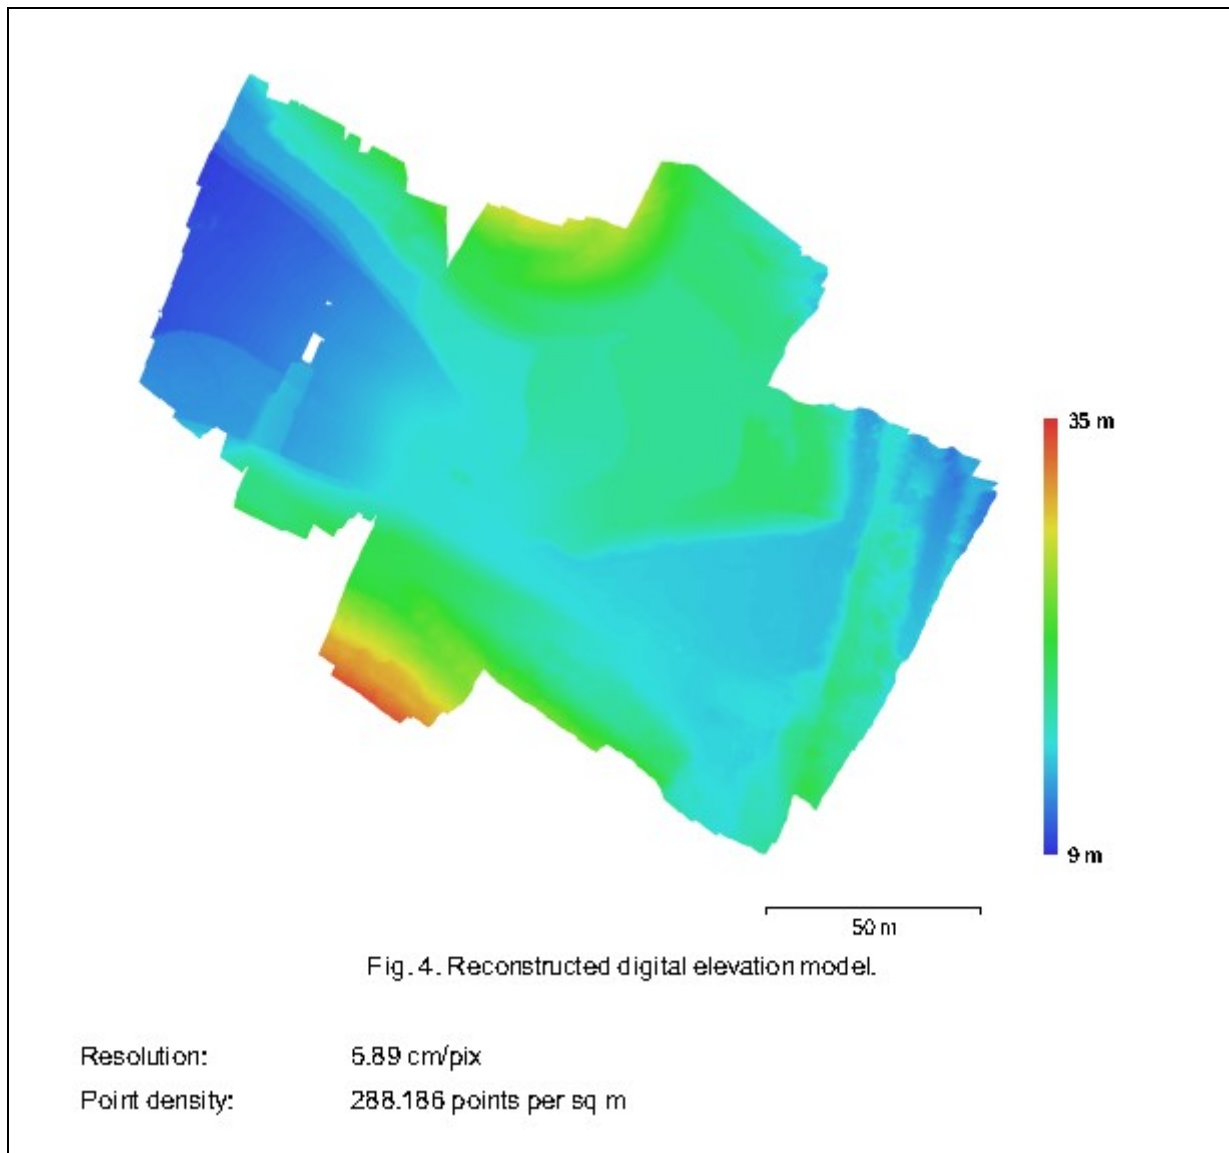 35 m
9 m
50 m
Fig. 4. Reconstructed digital elevation model.
Resolution: 5.89 cm/pix
Point density: 288.186 points per sq m